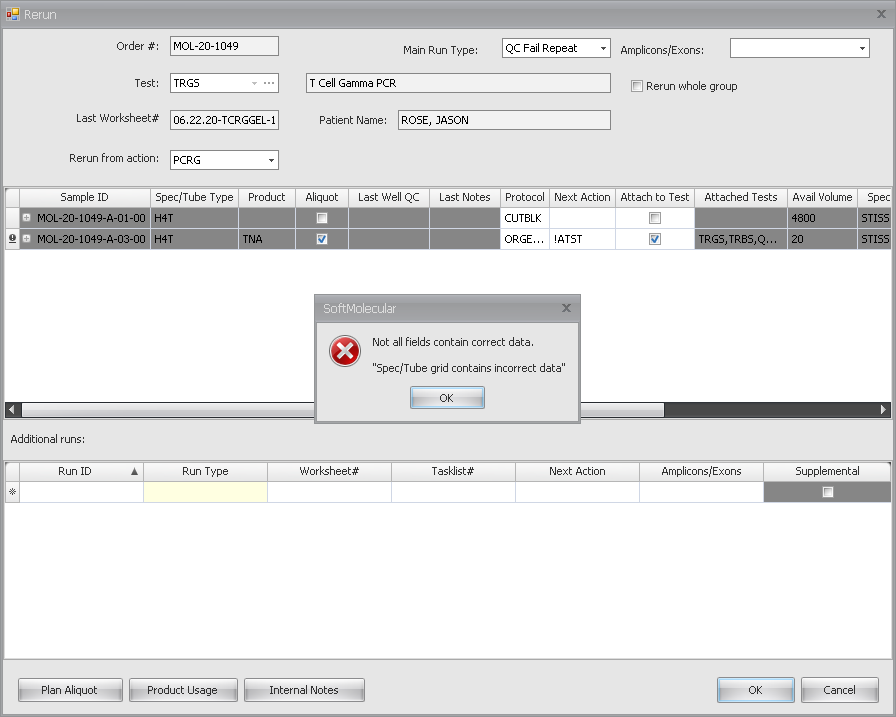 Rerun
Order #: MOL-20-1049 Main Run Type: QC Fail Repeat Amplicons/Exons:
Test: TRGS T Cell Gamma PCR Rerun whole group
Last Worksheet# 06.22.20-TCRGGEL-1 Patient Name: ROSE, JASON
Rerun from action: PCRG
Sample ID Spec/Tube Type Product Aliquot Last Well QC Last Notes Protocol Next Action Attach to Test Attached Tests Avail Volume Spec
MOL-20-1049-A-01-00 H4T CUTBLK 4800 STISS
MOL-20-1049-A-03-00 H4T TNA ORGE... !ATST TRGS,TRBS,Q... 20 STISS
SoftMolecular
Not all fields contain correct data.
"Spec/Tube grid contains incorrect data"
OK
Additional runs:
Run ID Run Type Worksheet# Tasklist# Next Action Amplicons/Exons Supplemental
Plan Aliquot Product Usage Internal Notes OK Cancel